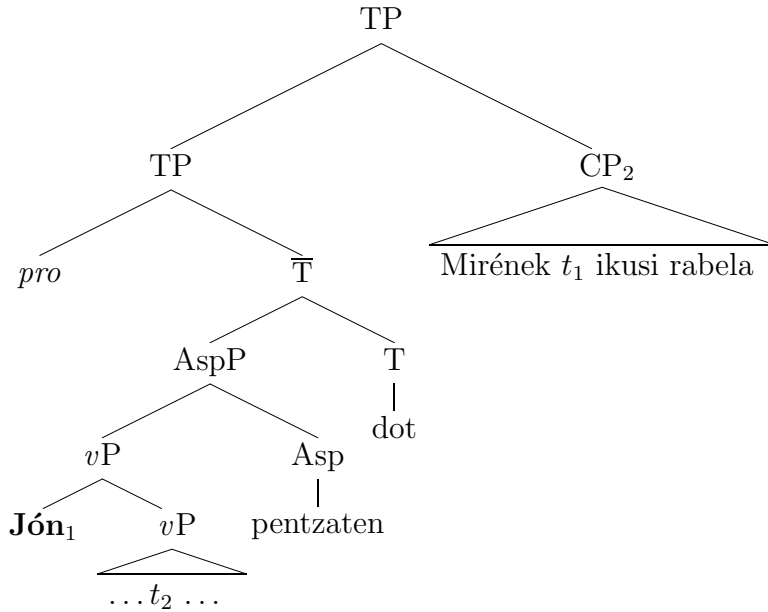 TP
TP CP₂
pro T̅ Mirének t₁ ikusi rabela
AspP T
vP Asp dot
Jón₁ vP pentzaten
…t₂ …